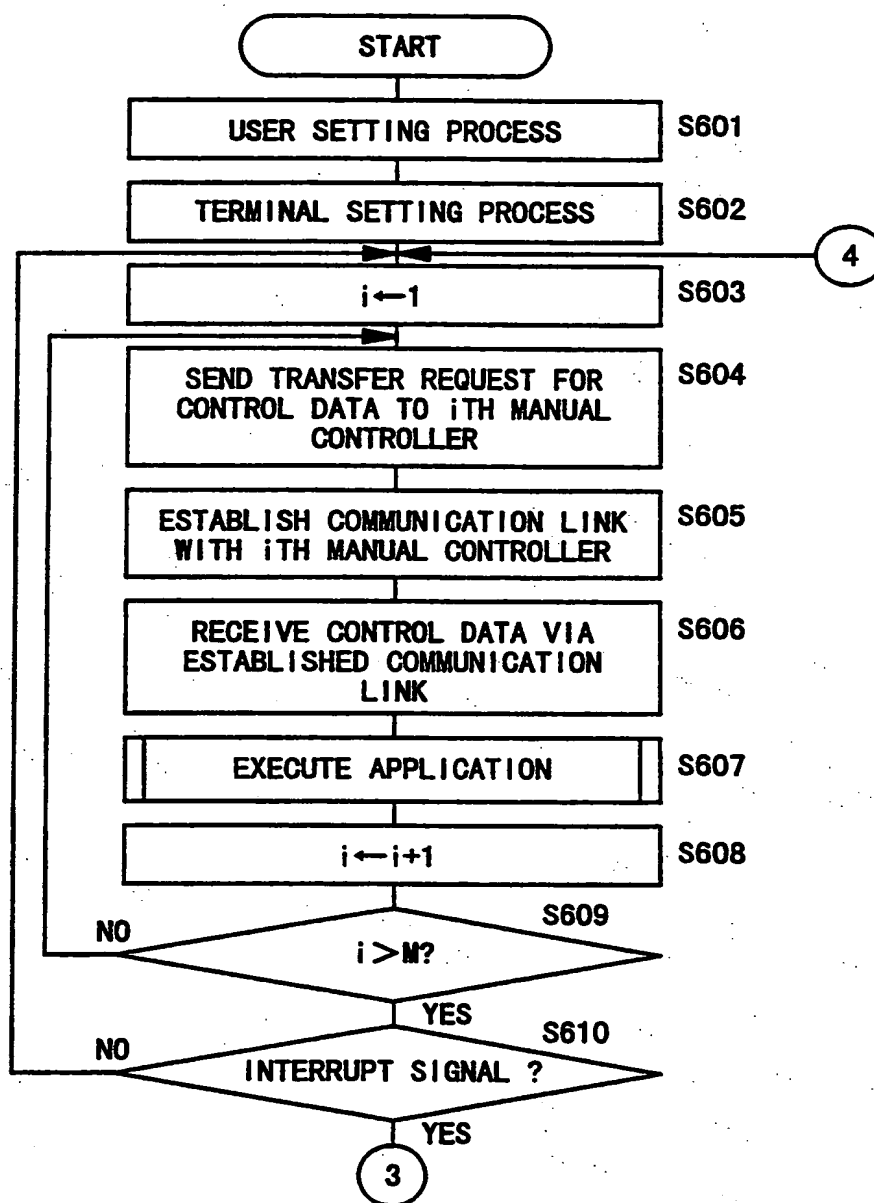 START
USER SETTING PROCESS
S601
TERMINAL SETTING PROCESS
S602
4
i←1
S603
SEND TRANSFER REQUEST FOR
CONTROL DATA TO iTH MANUAL
CONTROLLER
S604
ESTABLISH COMMUNICATION LINK
WITH iTH MANUAL CONTROLLER
S605
RECEIVE CONTROL DATA VIA
ESTABLISHED COMMUNICATION
LINK
S606
EXECUTE APPLICATION
S607
i←i+1
S608
S609
NO
i>M?
YES
S610
NO
INTERRUPT SIGNAL ?
YES
3